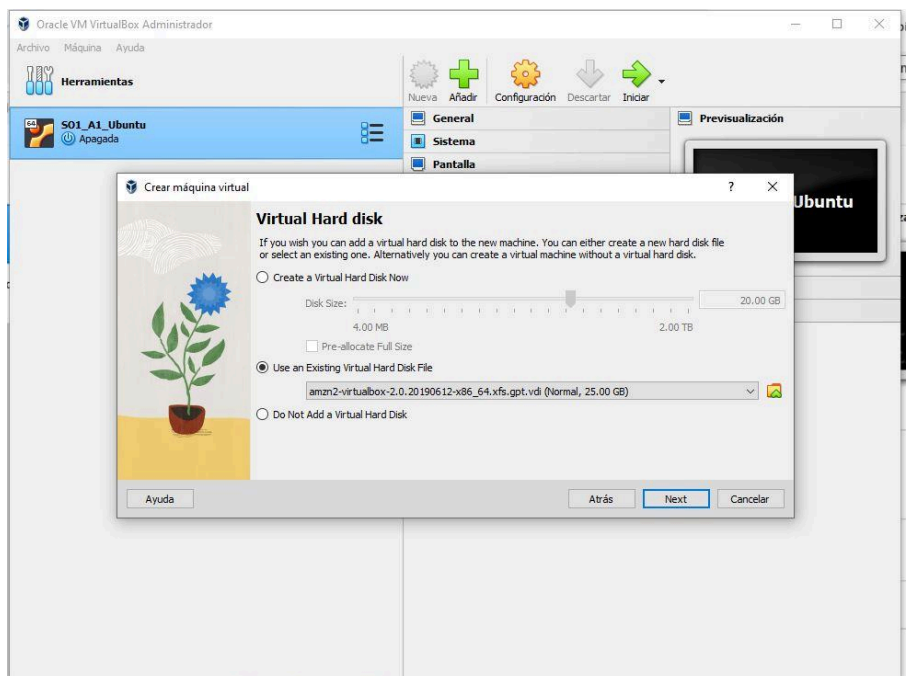 Oracle VM VirtualBox Administrador
Archivo Máquina Ayuda
Herramientas
Nueva Añadir Configuración Descartar Iniciar
64
S01_A1_Ubuntu
Apagada
General
Sistema
Pantalla
Previsualización
Ubuntu
Crear máquina virtual
?
Virtual Hard disk
If you wish you can add a virtual hard disk to the new machine. You can either create a new hard disk file
or select an existing one. Alternatively you can create a virtual machine without a virtual hard disk.
Create a Virtual Hard Disk Now
Disk Size:
20.00 GB
4.00 MB 2.00 TB
Pre-allocate Full Size
Use an Existing Virtual Hard Disk File
amzn2-virtualbox-2.0.20190612-x86_64.xfs.gpt.vdi (Normal, 25.00 GB)
Do Not Add a Virtual Hard Disk
Ayuda Atrás Next Cancelar